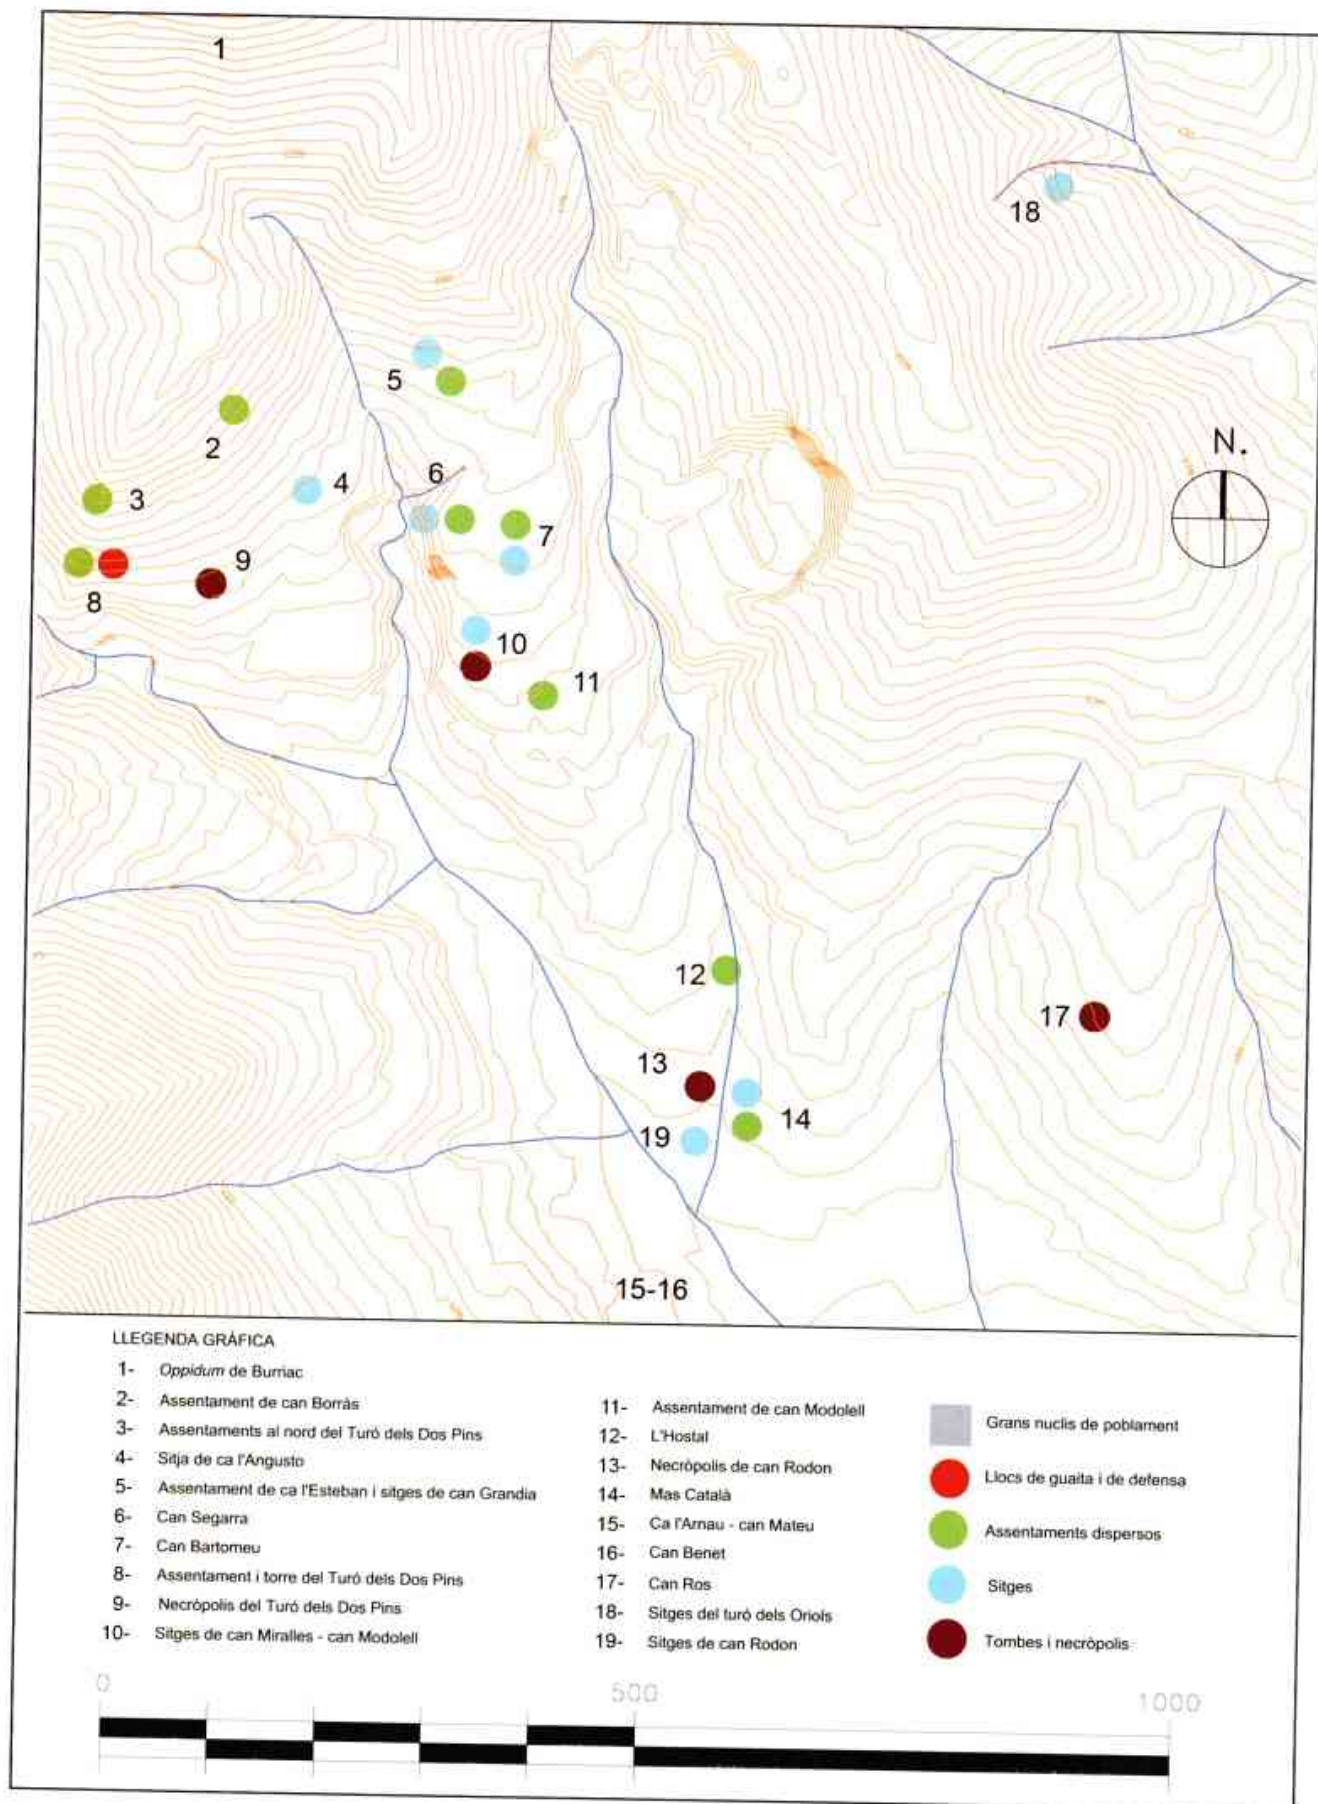 1
18
5
2
6
4
3
7
9
8
10
11
12
17
13
14
19
15-16
N.
LLEGENDA GRÁFICA
1- Oppidum de Burriac
2- Assentament de can Borràs
3- Assentaments al nord del Turó dels Dos Pins
4- Sitja de ca l'Angusto
5- Assentament de ca l'Esteban i sitges de can Grandia
6- Can Segarra
7- Can Bartomeu
8- Assentament i torre del Turó dels Dos Pins
9- Necròpolis del Turó dels Dos Pins
10- Sitges de can Miralles - can Modolell
11- Assentament de can Modolell
12- L'Hostal
13- Necròpolis de can Rodon
14- Mas Català
15- Ca l'Arnau - can Mateu
16- Can Benet
17- Can Ros
18- Sitges del turó dels Oriols
19- Sitges de can Rodon
Grans nuclis de poblament
Llocs de guaita i de defensa
Assentaments dispersos
Sitges
Tombes i necròpolis
0 500 1000